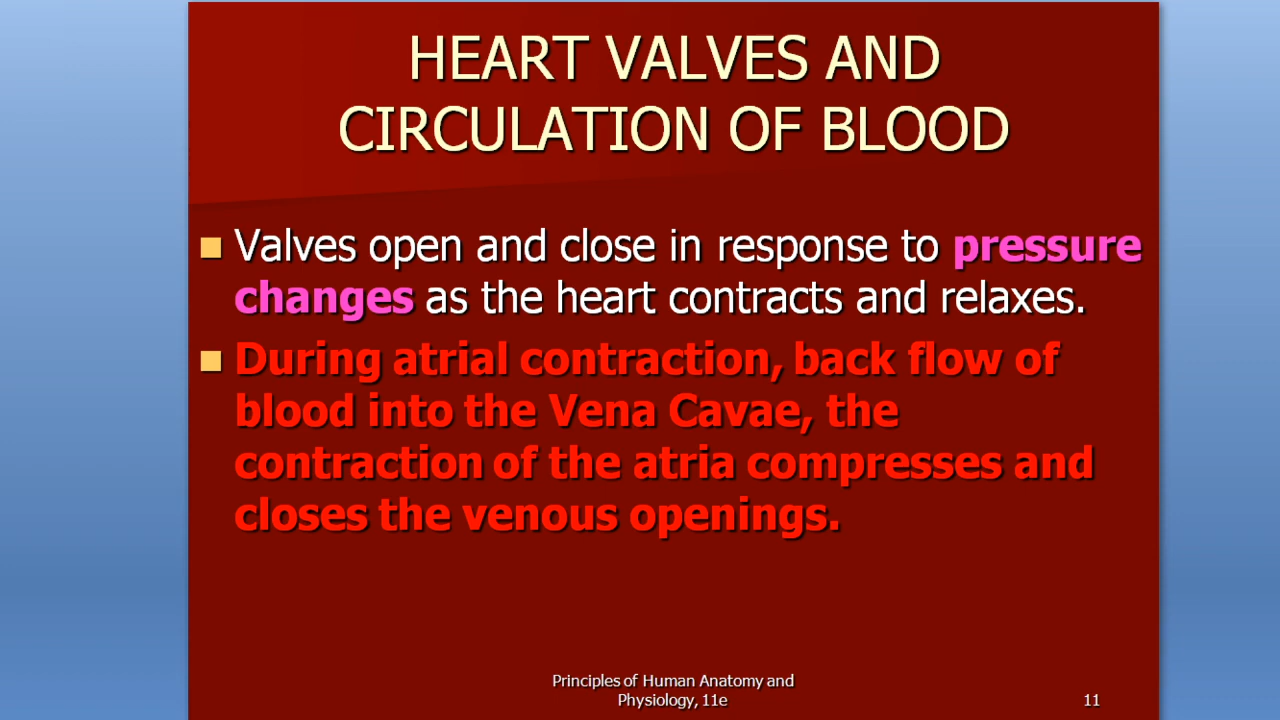 HEART VALVES AND
CIRCULATION OF BLOOD
Valves open and close in response to pressure
changes as the heart contracts and relaxes.
During atrial contraction, back flow of
blood into the Vena Cavae, the
contraction of the atria compresses and
closes the venous openings.
Principles of Human Anatomy and
Physiology, 11e
11